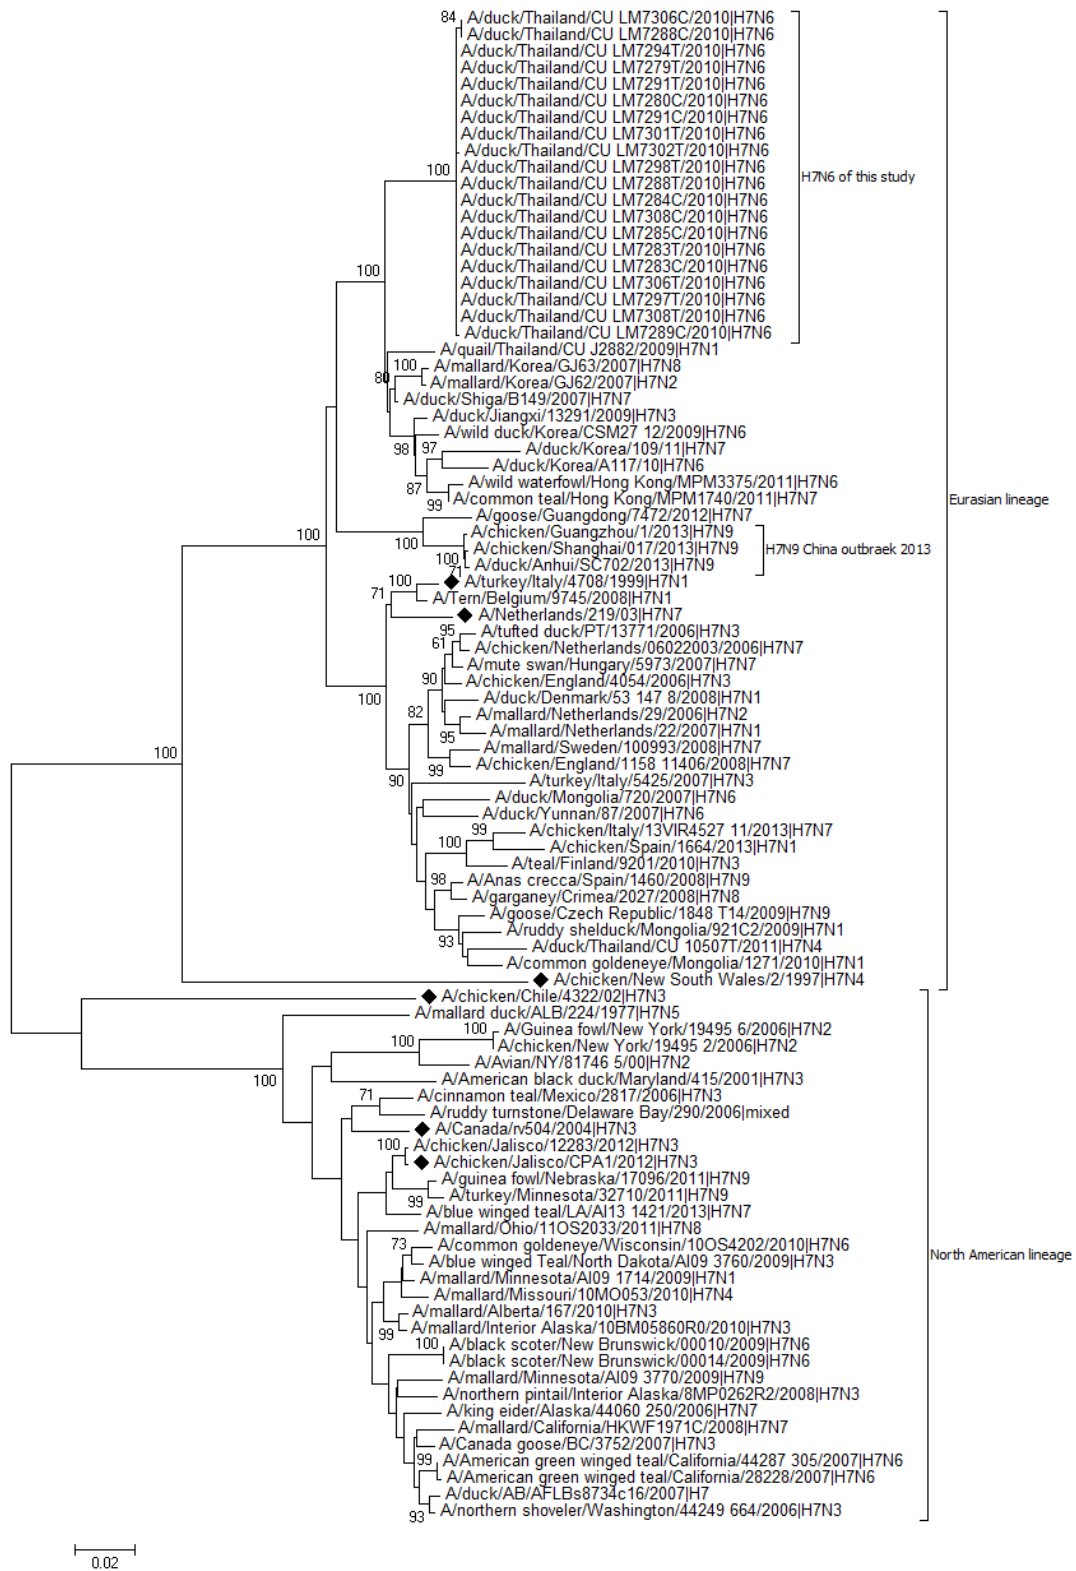 84
A/duck/Thailand/CU LM7306C/2010|H7N6
A/duck/Thailand/CU LM7288C/2010|H7N6
A/duck/Thailand/CU LM7294T/2010|H7N6
A/duck/Thailand/CU LM7279T/2010|H7N6
A/duck/Thailand/CU LM7291T/2010|H7N6
A/duck/Thailand/CU LM7280C/2010|H7N6
A/duck/Thailand/CU LM7291C/2010|H7N6
A/duck/Thailand/CU LM7301T/2010|H7N6
A/duck/Thailand/CU LM7302T/2010|H7N6
100
A/duck/Thailand/CU LM7298T/2010|H7N6
H7N6 of this study
A/duck/Thailand/CU LM7288T/2010|H7N6
A/duck/Thailand/CU LM7284C/2010|H7N6
A/duck/Thailand/CU LM7308C/2010|H7N6
A/duck/Thailand/CU LM7285C/2010|H7N6
A/duck/Thailand/CU LM7283T/2010|H7N6
A/duck/Thailand/CU LM7283C/2010|H7N6
100
A/duck/Thailand/CU LM7306T/2010|H7N6
A/duck/Thailand/CU LM7297T/2010|H7N6
A/duck/Thailand/CU LM7308T/2010|H7N6
A/duck/Thailand/CU LM7289C/2010|H7N6
A/quail/Thailand/CU J2882/2009|H7N1
100
A/mallard/Korea/GJ63/2007|H7N8
A/mallard/Korea/GJ62/2007|H7N2
A/duck/Shiga/B149/2007|H7N7
A/duck/Jiangxi/13291/2009|H7N3
A/wild duck/Korea/CSM27 12/2009|H7N6
98
97
A/duck/Korea/109/11|H7N7
A/duck/Korea/A117/10|H7N6
87
A/wild waterfowl/Hong Kong/MPM3375/2011|H7N6
99
A/common teal/Hong Kong/MPM1740/2011|H7N7
Eurasian lineage
A/goose/Guangdong/7472/2012|H7N7
100
A/chicken/Guangzhou/1/2013|H7N9
100
A/chicken/Shanghai/017/2013|H7N9
H7N9 China outbraek 2013
100
A/duck/Anhui/SC702/2013|H7N9
71
100
A/turkey/Italy/4708/1999|H7N1
71
A/Tern/Belgium/9745/2008|H7N1
A/Netherlands/219/03|H7N7
95
A/tufted duck/PT/13771/2006|H7N3
61
A/chicken/Netherlands/06022003/2006|H7N7
A/mute swan/Hungary/5973/2007|H7N7
90
A/chicken/England/4054/2006|H7N3
100
A/duck/Denmark/53 147 8/2008|H7N1
82
A/mallard/Netherlands/29/2006|H7N2
95
A/mallard/Netherlands/22/2007|H7N1
100
A/mallard/Sweden/100993/2008|H7N7
99
A/chicken/England/1158 11406/2008|H7N7
90
A/turkey/Italy/5425/2007|H7N3
A/duck/Mongolia/720/2007|H7N6
A/duck/Yunnan/87/2007|H7N6
99
A/chicken/Italy/13VIR4527 11/2013|H7N7
100
A/chicken/Spain/1664/2013|H7N1
A/teal/Finland/9201/2010|H7N3
98
A/Anas crecca/Spain/1460/2008|H7N9
A/garganey/Crimea/2027/2008|H7N8
A/goose/Czech Republic/1848 T14/2009|H7N9
A/ruddy shelduck/Mongolia/921C2/2009|H7N1
93
A/duck/Thailand/CU 10507T/2011|H7N4
A/common goldeneye/Mongolia/1271/2010|H7N1
A/chicken/New South Wales/2/1997|H7N4
A/chicken/Chile/4322/02|H7N3
A/mallard duck/ALB/224/1977|H7N5
100
A/Guinea fowl/New York/19495 6/2006|H7N2
100
A/chicken/New York/19495 2/2006|H7N2
A/Avian/NY/81746 5/00|H7N2
100
A/American black duck/Maryland/415/2001|H7N3
71
A/cinnamon teal/Mexico/2817/2006|H7N3
A/ruddy turnstone/Delaware Bay/290/2006|mixed
A/Canada/rv504/2004|H7N3
100
A/chicken/Jalisco/12283/2012|H7N3
A/chicken/Jalisco/CPA1/2012|H7N3
A/guinea fowl/Nebraska/17096/2011|H7N9
99
A/turkey/Minnesota/32710/2011|H7N9
A/blue winged teal/LA/AI13 1421/2013|H7N7
A/mallard/Ohio/11OS2033/2011|H7N8
73
A/common goldeneye/Wisconsin/10OS4202/2010|H7N6
North American lineage
A/blue winged Teal/North Dakota/AI09 3760/2009|H7N3
A/mallard/Minnesota/AI09 1714/2009|H7N1
A/mallard/Missouri/10MO053/2010|H7N4
A/mallard/Alberta/167/2010|H7N3
99
A/mallard/Interior Alaska/10BM05860R0/2010|H7N3
100
A/black scoter/New Brunswick/00010/2009|H7N6
A/black scoter/New Brunswick/00014/2009|H7N6
A/mallard/Minnesota/AI09 3770/2009|H7N9
A/northern pintail/Interior Alaska/8MP0262R2/2008|H7N3
A/king eider/Alaska/44060 250/2006|H7N7
A/mallard/California/HKWF1971C/2008|H7N7
A/Canada goose/BC/3752/2007|H7N3
99
A/American green winged teal/California/44287 305/2007|H7N6
A/American green winged teal/California/28228/2007|H7N6
A/duck/AB/AFLBs8734c16/2007|H7
93
A/northern shoveler/Washington/44249 664/2006|H7N3
0.02